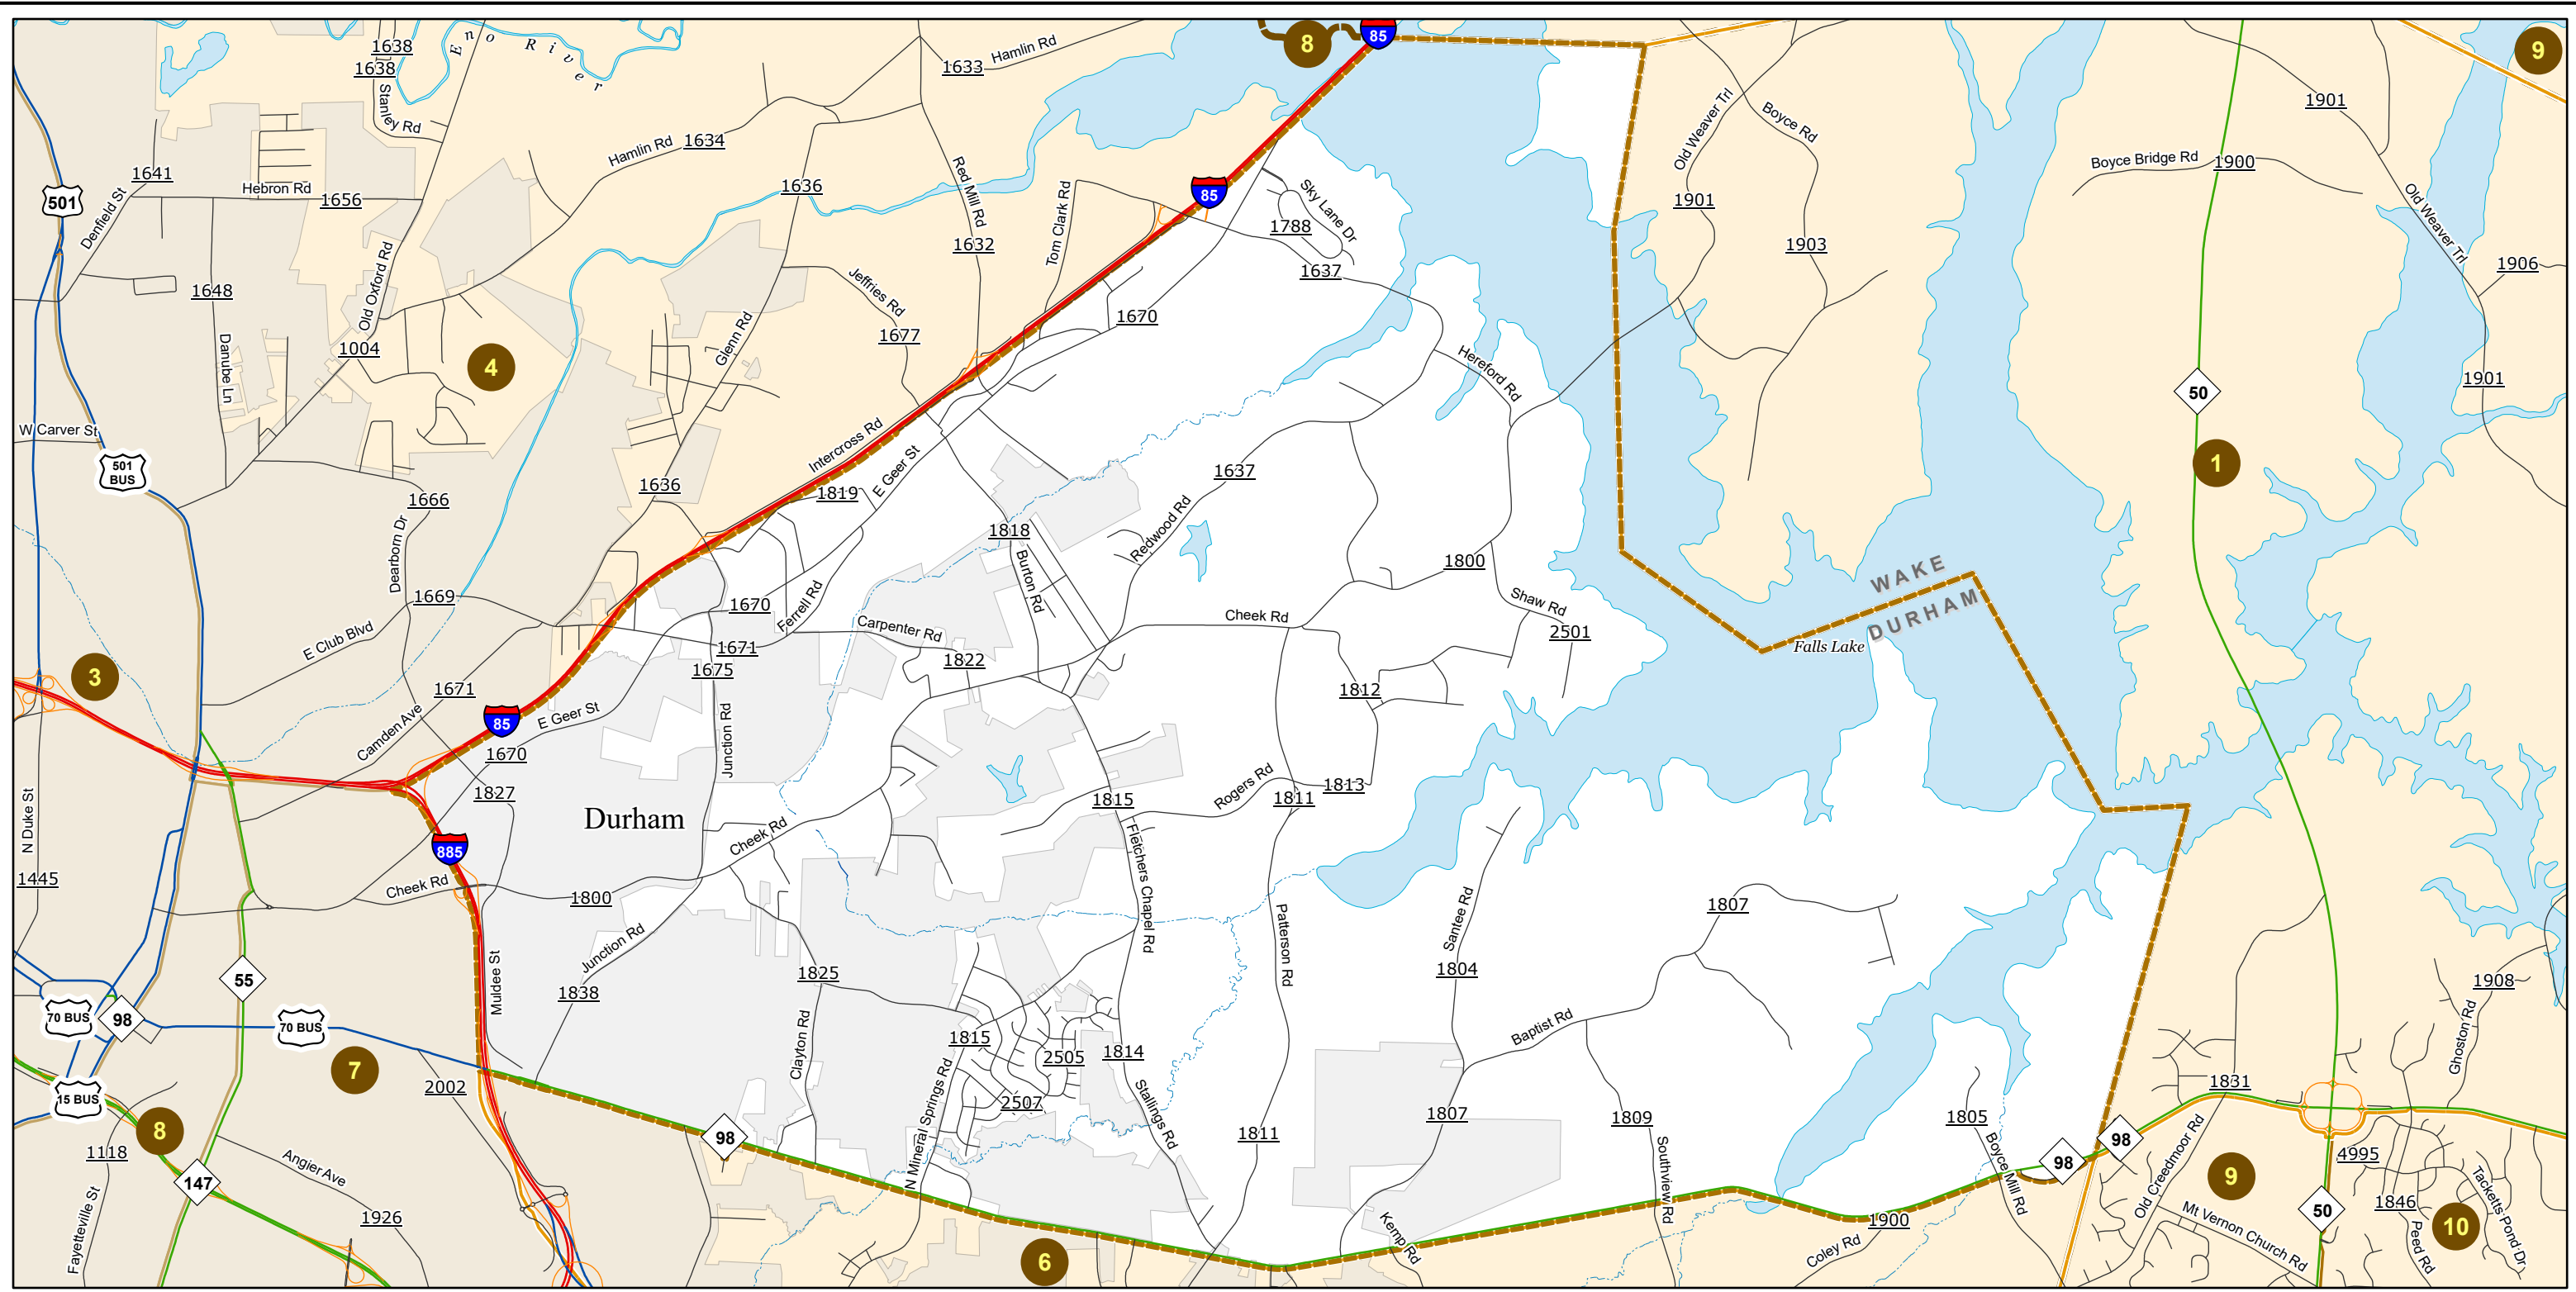 1638
1638
Stanley Rd
Eno River
1633
Hamlin Rd
8
85
9
1901
501
1641
Denfield St
Hebron Rd
1656
Hamlin Rd
1634
1636
Red Mill Rd
1632
Tom Clark Rd
85
Sky Lane Dr
1788
1637
Old Weaver Trl
Boyce Rd
1901
1903
Boyce Bridge Rd
1900
Old Weaver Trl
1906
1648
Danube Ln
Old Oxford Rd
1004
4
Glenn Rd
Jeffries Rd
1677
1670
Hereford Rd
50
1901
W Carver St
501
BUS
1666
Dearborn Dr
1636
Intercross Rd
1819
E Geer St
1818
Burton Rd
Redwood Rd
1637
1800
1
1669
E Club Blvd
1670
Ferrell Rd
1671
1675
Carpenter Rd
1822
Cheek Rd
Shaw Rd
2501
WAKE
DURHAM
Falls Lake
3
1671
Camden Ave
85
E Geer St
1670
Junction Rd
1812
1827
Durham
Cheek Rd
1815
Rogers Rd
1811
1813
N Duke St
1445
885
Cheek Rd
1800
Fletchers Chapel Rd
55
Muldee St
Junction Rd
1838
1825
Patterson Rd
Santee Rd
1804
1807
1908
Ghoston Rd
70 BUS
98
70 BUS
7
2002
Clayton Rd
1815
N Mineral Springs Rd
2505
2507
1814
Stallings Rd
Baptist Rd
15 BUS
8
1118
Fayetteville St
147
Angier Ave
1926
98
1811
1807
Kemp Rd
1809
Southview Rd
1805
Boyce Mill Rd
98
98
1831
Old Creedmoor Rd
9
4995
1846
Peed Rd
Tacketts Pond Dr
10
50
Mt Vernon Church Rd
6
1900
Coley Rd